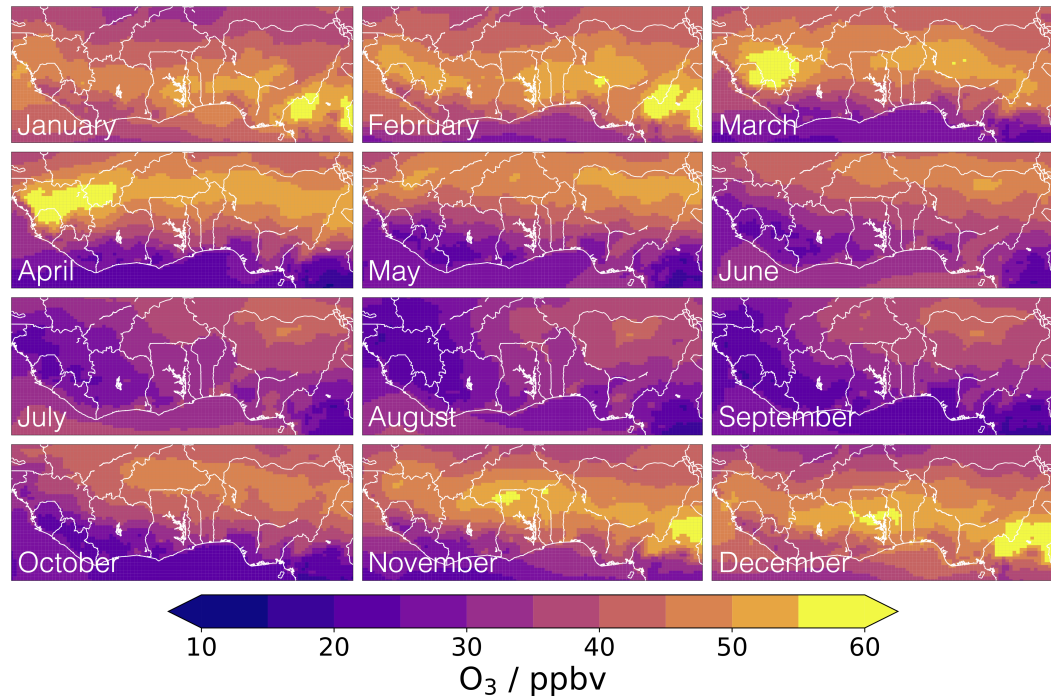 January
February
March
April
May
June
July
August
September
October
November
December
10 20 30 40 50 60
O₃ / ppbv